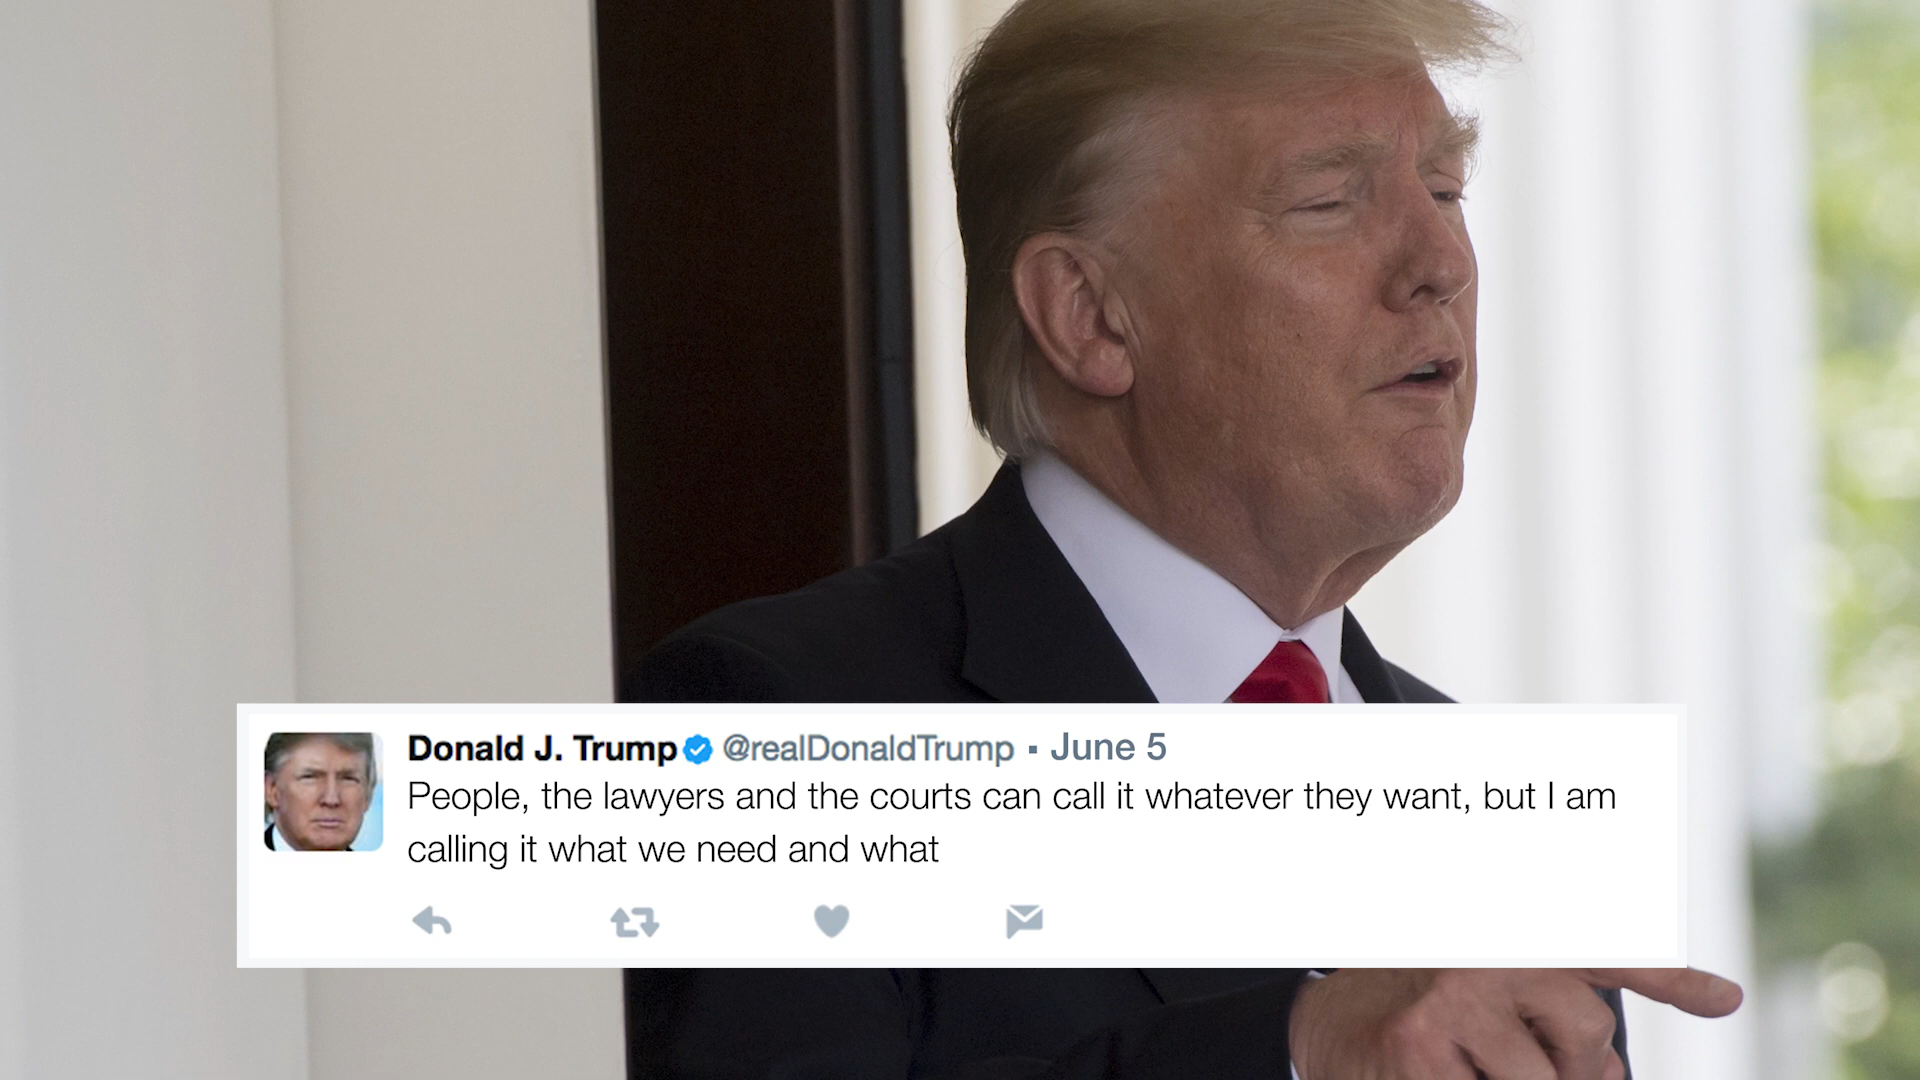 Donald J. Trump @realDonaldTrump · June 5
People, the lawyers and the courts can call it whatever they want, but I am
calling it what we need and what